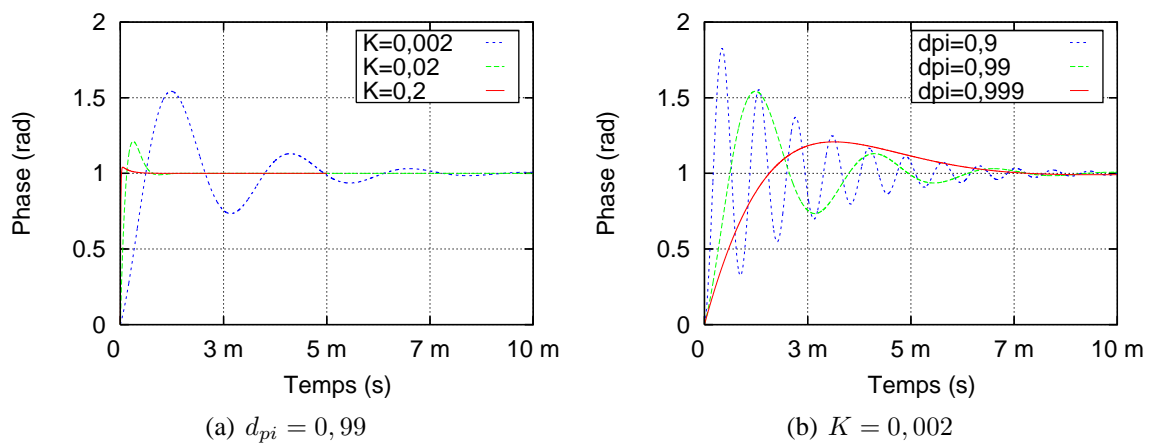 2
1.5
1
0.5
0
Phase (rad)
K=0,002
K=0,02
K=0,2
0
3 m
5 m
7 m
10 m
Temps (s)
(a) d_{pi} = 0, 99
2
1.5
1
0.5
0
Phase (rad)
dpi=0,9
dpi=0,99
dpi=0,999
0
3 m
5 m
7 m
10 m
Temps (s)
(b) K = 0, 002